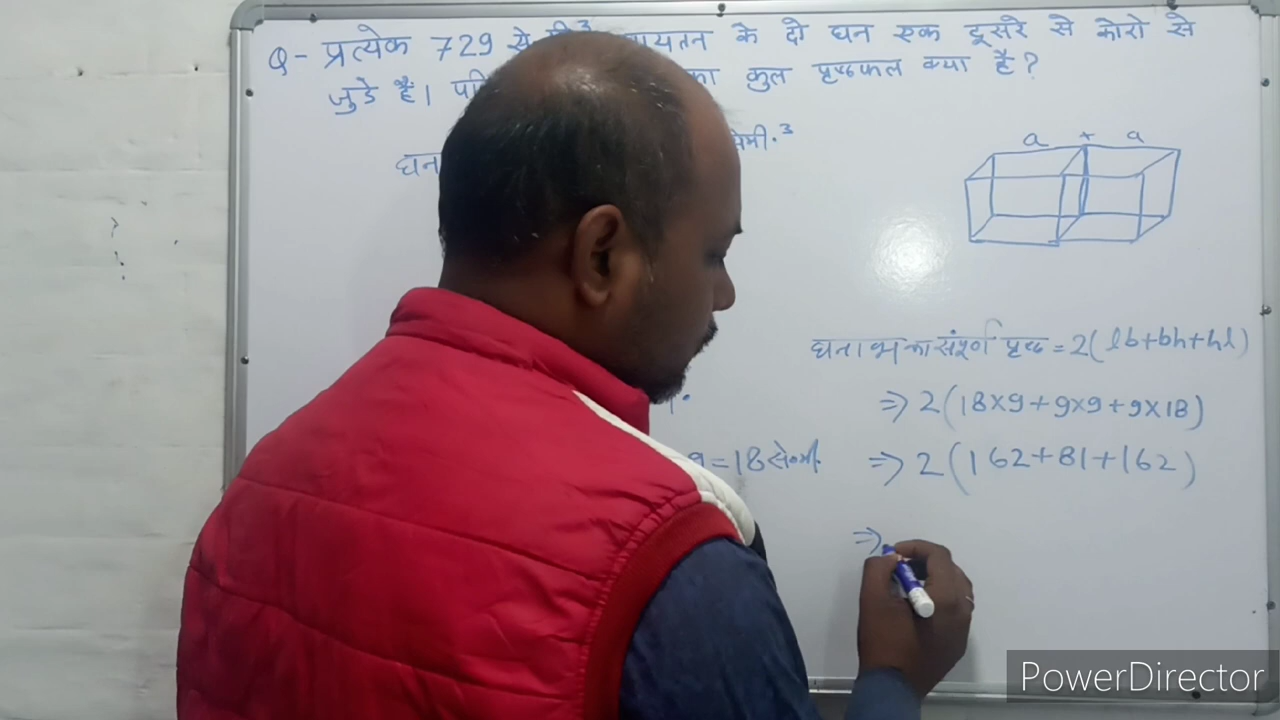 Q- प्रत्येक 729 के दो घन एक दूसरे से कोरो से
जुडे हैं। कुल पृष्ठफल क्या है?
सेमी.³
घन
a + a
घनाभ का संपूर्ण पृष्ठ = 2(lb+bh+hl)
⇒ 2(18×9+9×9+9×18)
9=18से०मी.
⇒ 2(162+81+162)
⇒
PowerDirector